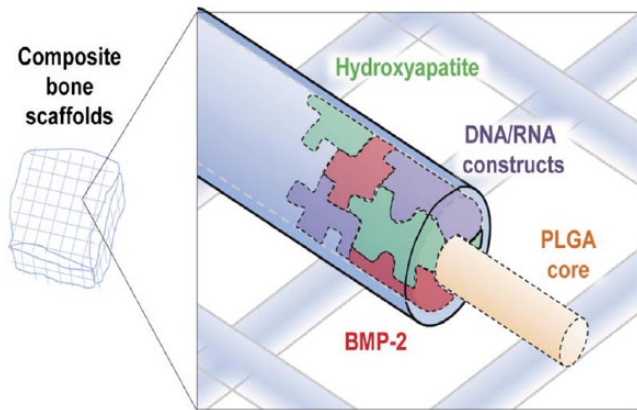 Composite
bone
scaffolds
Hydroxyapatite
DNA/RNA
constructs
PLGA
core
BMP-2